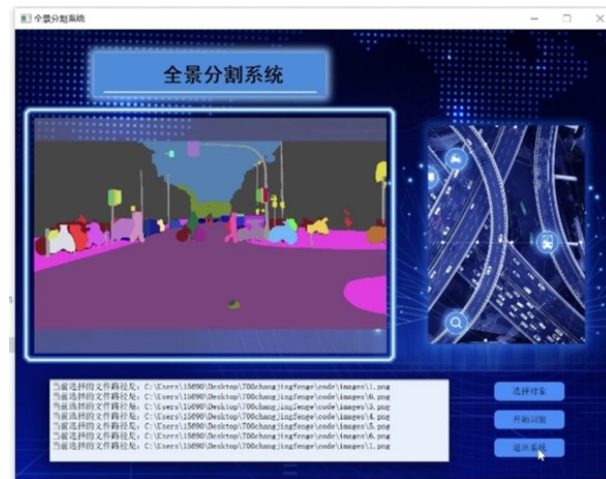 全景分割系统
全景分割系统
当前选择的文件路径是: C:\Users\15690\Desktop\700changjingfenge\code\images\1.png
当前选择的文件路径是: C:\Users\15690\Desktop\700changjingfenge\code\images\6.png
当前选择的文件路径是: C:\Users\15690\Desktop\700changjingfenge\code\images\3.png
当前选择的文件路径是: C:\Users\15690\Desktop\700changjingfenge\code\images\4.png
当前选择的文件路径是: C:\Users\15690\Desktop\700changjingfenge\code\images\5.png
当前选择的文件路径是: C:\Users\15690\Desktop\700changjingfenge\code\images\6.png
当前选择的文件路径是: C:\Users\15690\Desktop\700changjingfenge\code\images\1.png
选择对象
开始识别
退出系统